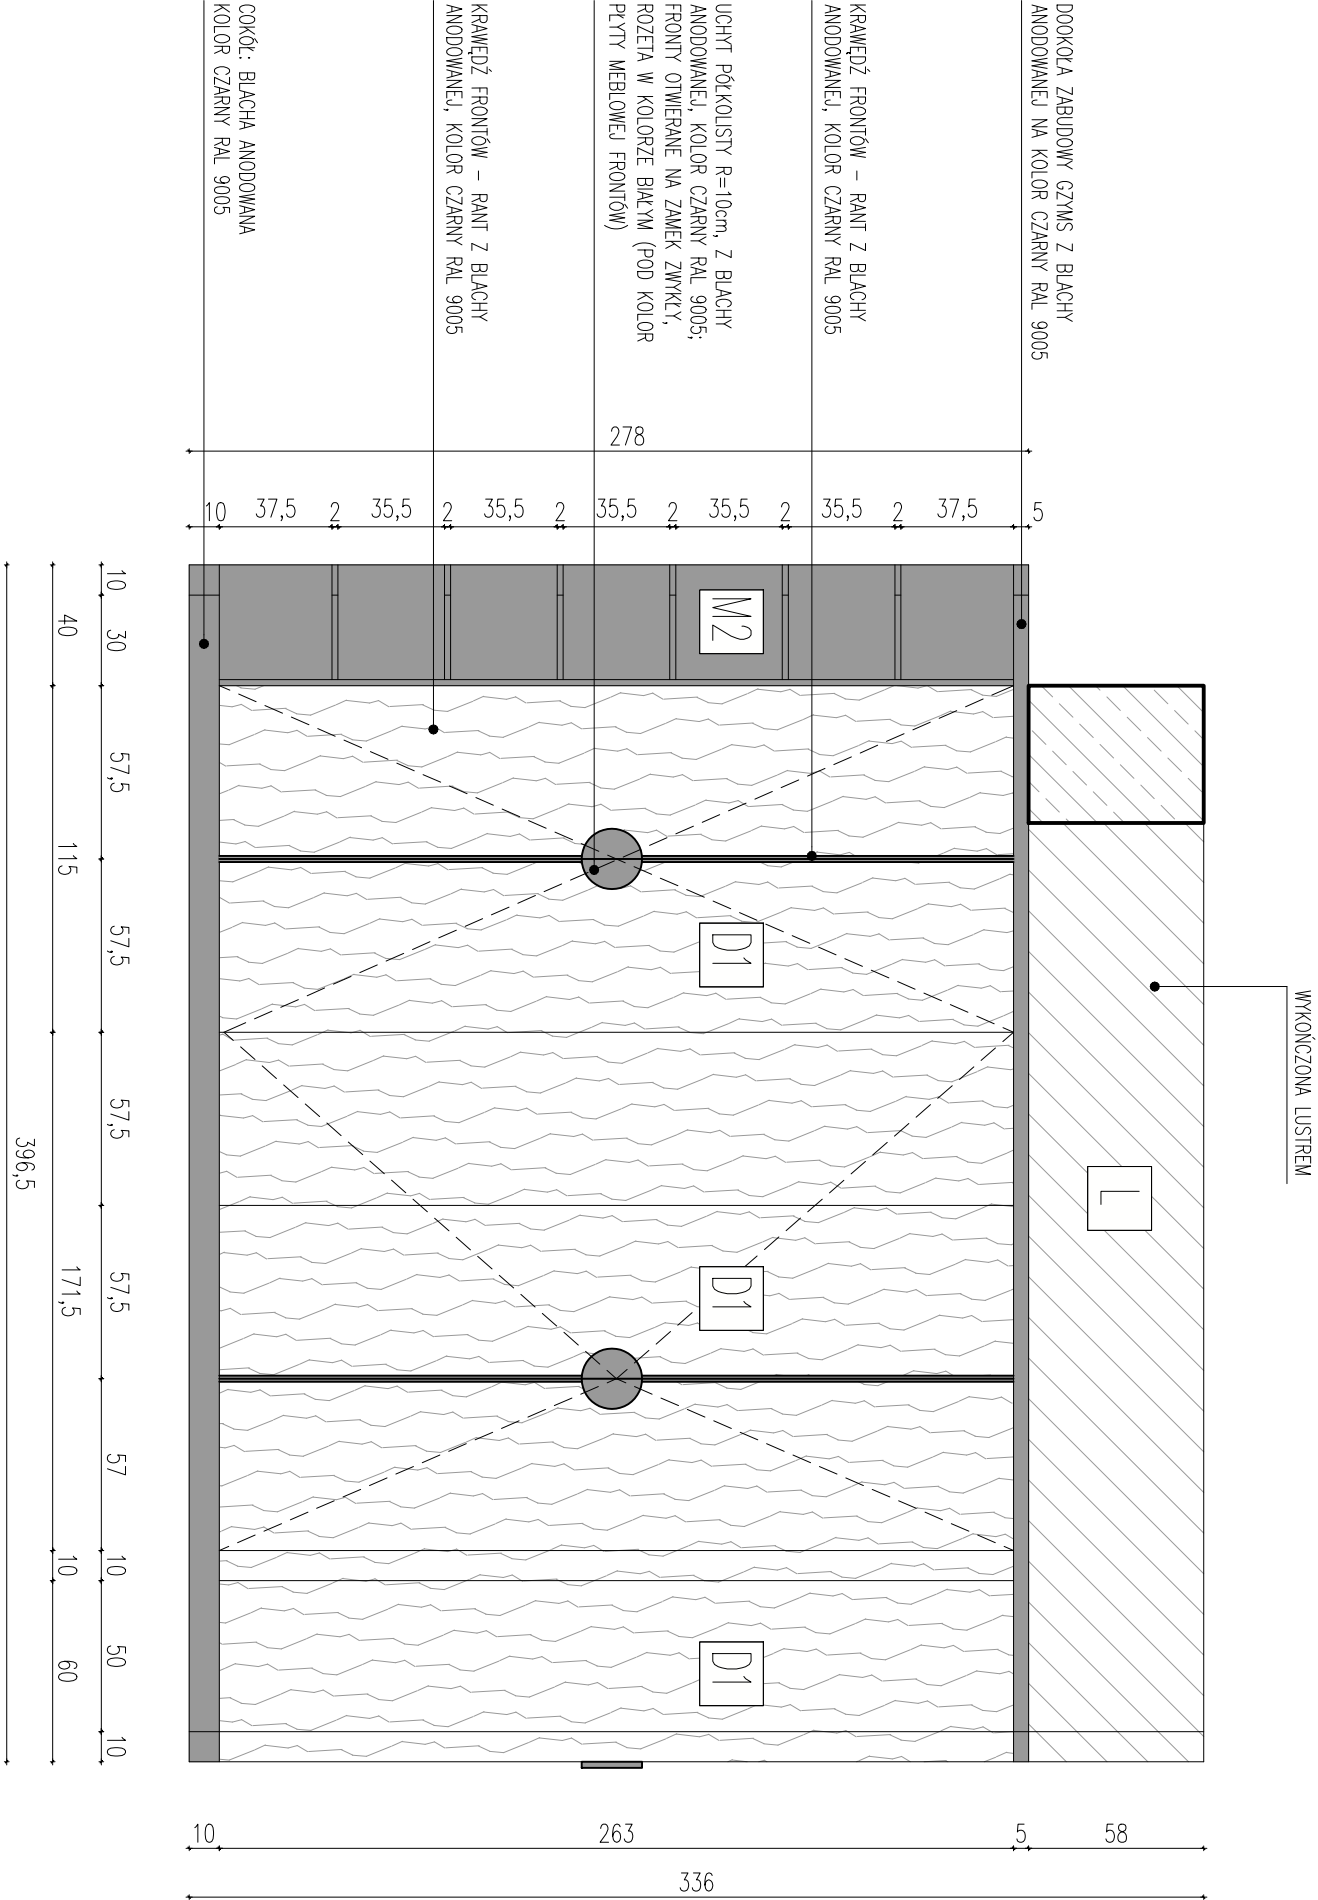 DOOKOŁA ZABUDOWY GZYMS Z BLACHY
ANODOWANEJ NA KOLOR CZARNY RAL 9005
KRAWĘDŹ FRONTÓW - RANT Z BLACHY
ANODOWANEJ, KOLOR CZARNY RAL 9005
UCHYT PÓŁKOLISTY R=10cm, Z BLACHY
ANODOWANEJ, KOLOR CZARNY RAL 9005;
FRONTY OTWIERANE NA ZAMEK ZWYKŁY,
ROZETA W KOLORZE BIAŁYM (POD KOLOR
PŁYTY MEBLOWEJ FRONTÓW)
KRAWĘDŹ FRONTÓW - RANT Z BLACHY
ANODOWANEJ, KOLOR CZARNY RAL 9005
COKÓŁ: BLACHA ANODOWANA
KOLOR CZARNY RAL 9005
WYKOŃCZONA LUSTREM
L
M2
D1
D1
D1
278
5
37,5
2
35,5
2
35,5
2
35,5
2
35,5
2
35,5
2
37,5
10
10
30
57,5
57,5
57,5
57,5
57
10
50
10
40
115
171,5
10
60
396,5
58
5
263
10
336